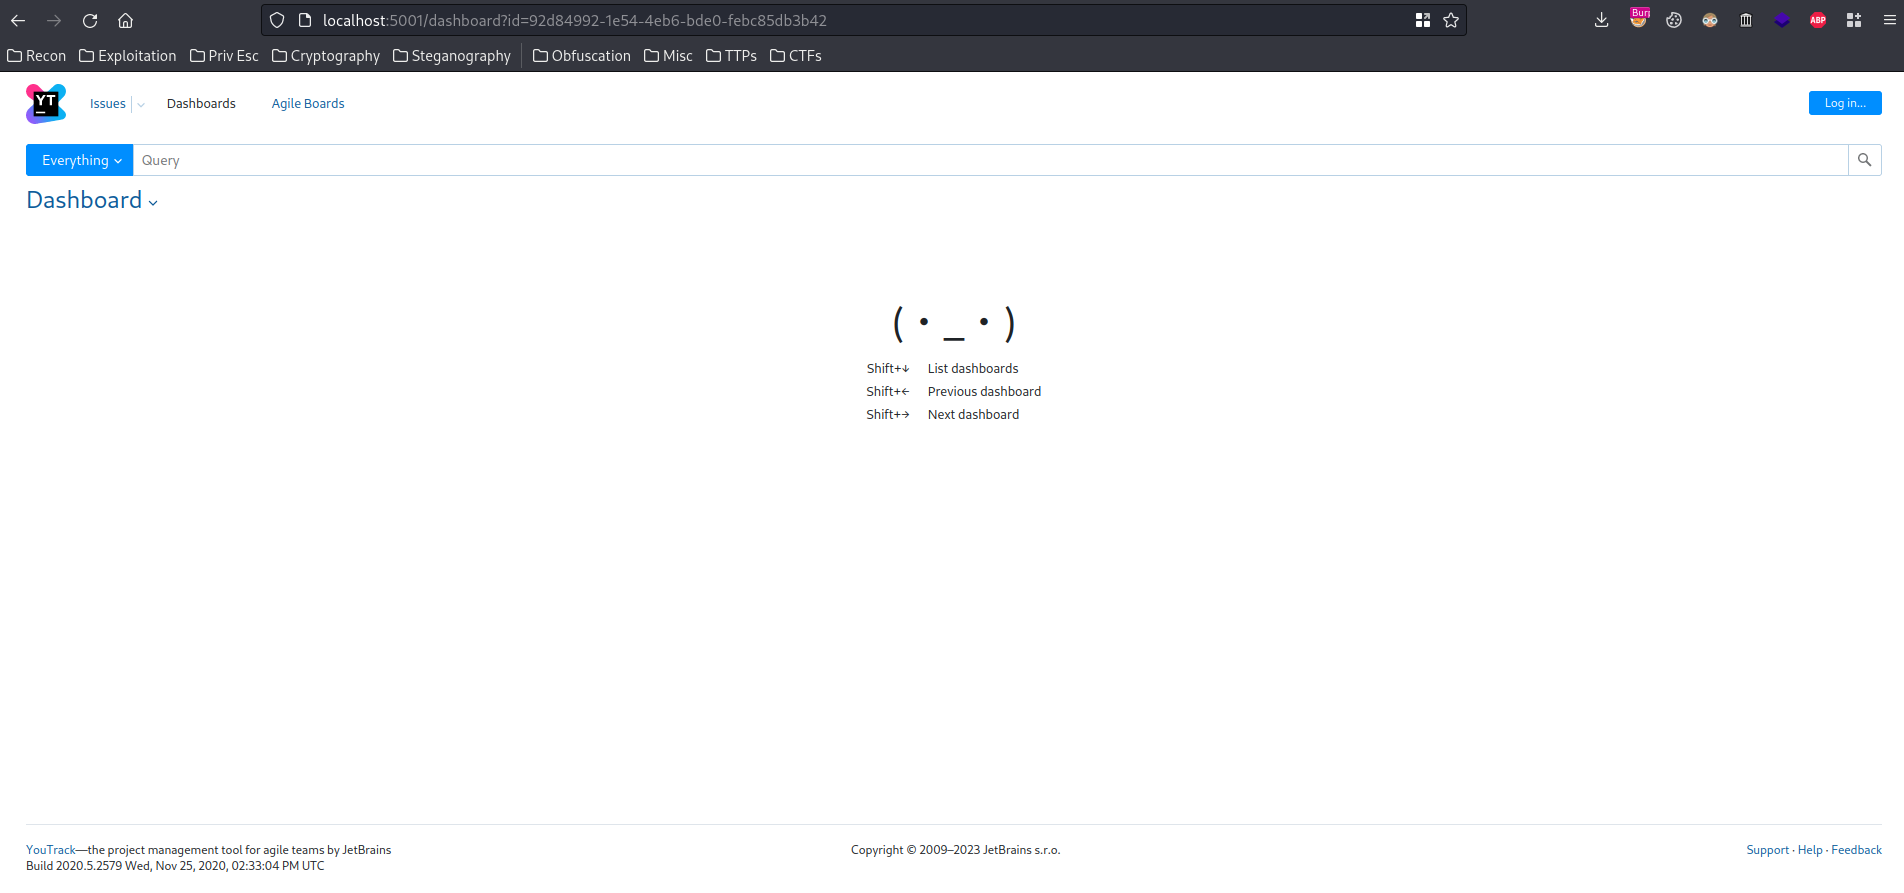 localhost:5001/dashboard?id=92d84992-1e54-4eb6-bde0-febc85db3b42
Bur
ABP
Recon Exploitation Priv Esc Cryptography Steganography Obfuscation Misc TTPs CTFs
YT Issues Dashboards Agile Boards Log in...
Everything Query
Dashboard
( · _ · )
Shift+↓ List dashboards
Shift+← Previous dashboard
Shift+→ Next dashboard
YouTrack—the project management tool for agile teams by JetBrains Copyright © 2009–2023 JetBrains s.r.o. Support · Help · Feedback
Build 2020.5.2579 Wed, Nov 25, 2020, 02:33:04 PM UTC